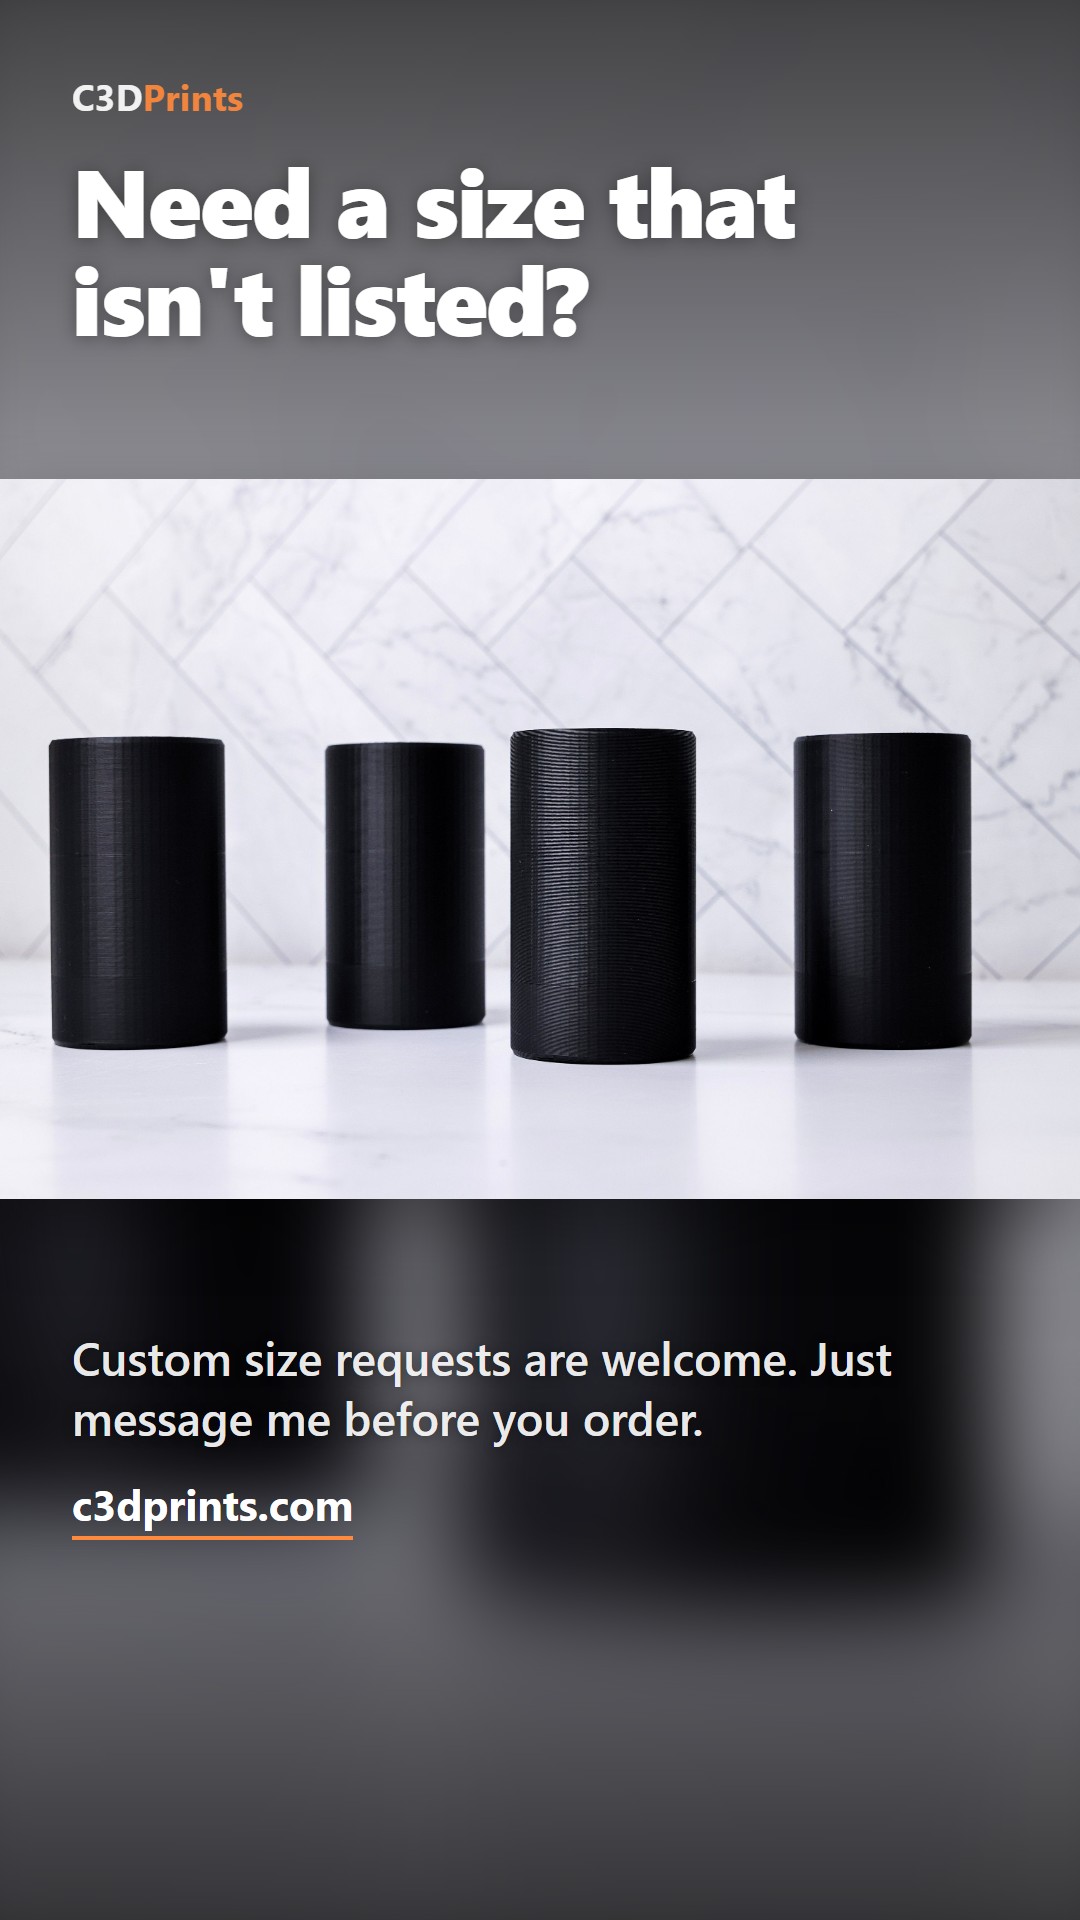 C3DPrints
Need a size that
isn't listed?
Custom size requests are welcome. Just
message me before you order.
c3dprints.com